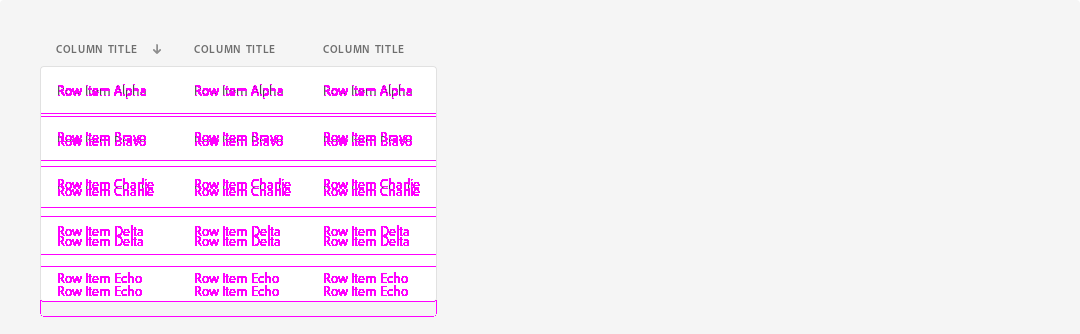 COLUMN TITLE ↓ COLUMN TITLE COLUMN TITLE
Row Item Alpha Row Item Alpha Row Item Alpha
Row Item Bravo Row Item Bravo Row Item Bravo
Row Item Bravo Row Item Bravo Row Item Bravo
Row Item Charlie Row Item Charlie Row Item Charlie
Row Item Charlie Row Item Charlie Row Item Charlie
Row Item Delta Row Item Delta Row Item Delta
Row Item Delta Row Item Delta Row Item Delta
Row Item Echo Row Item Echo Row Item Echo
Row Item Echo Row Item Echo Row Item Echo